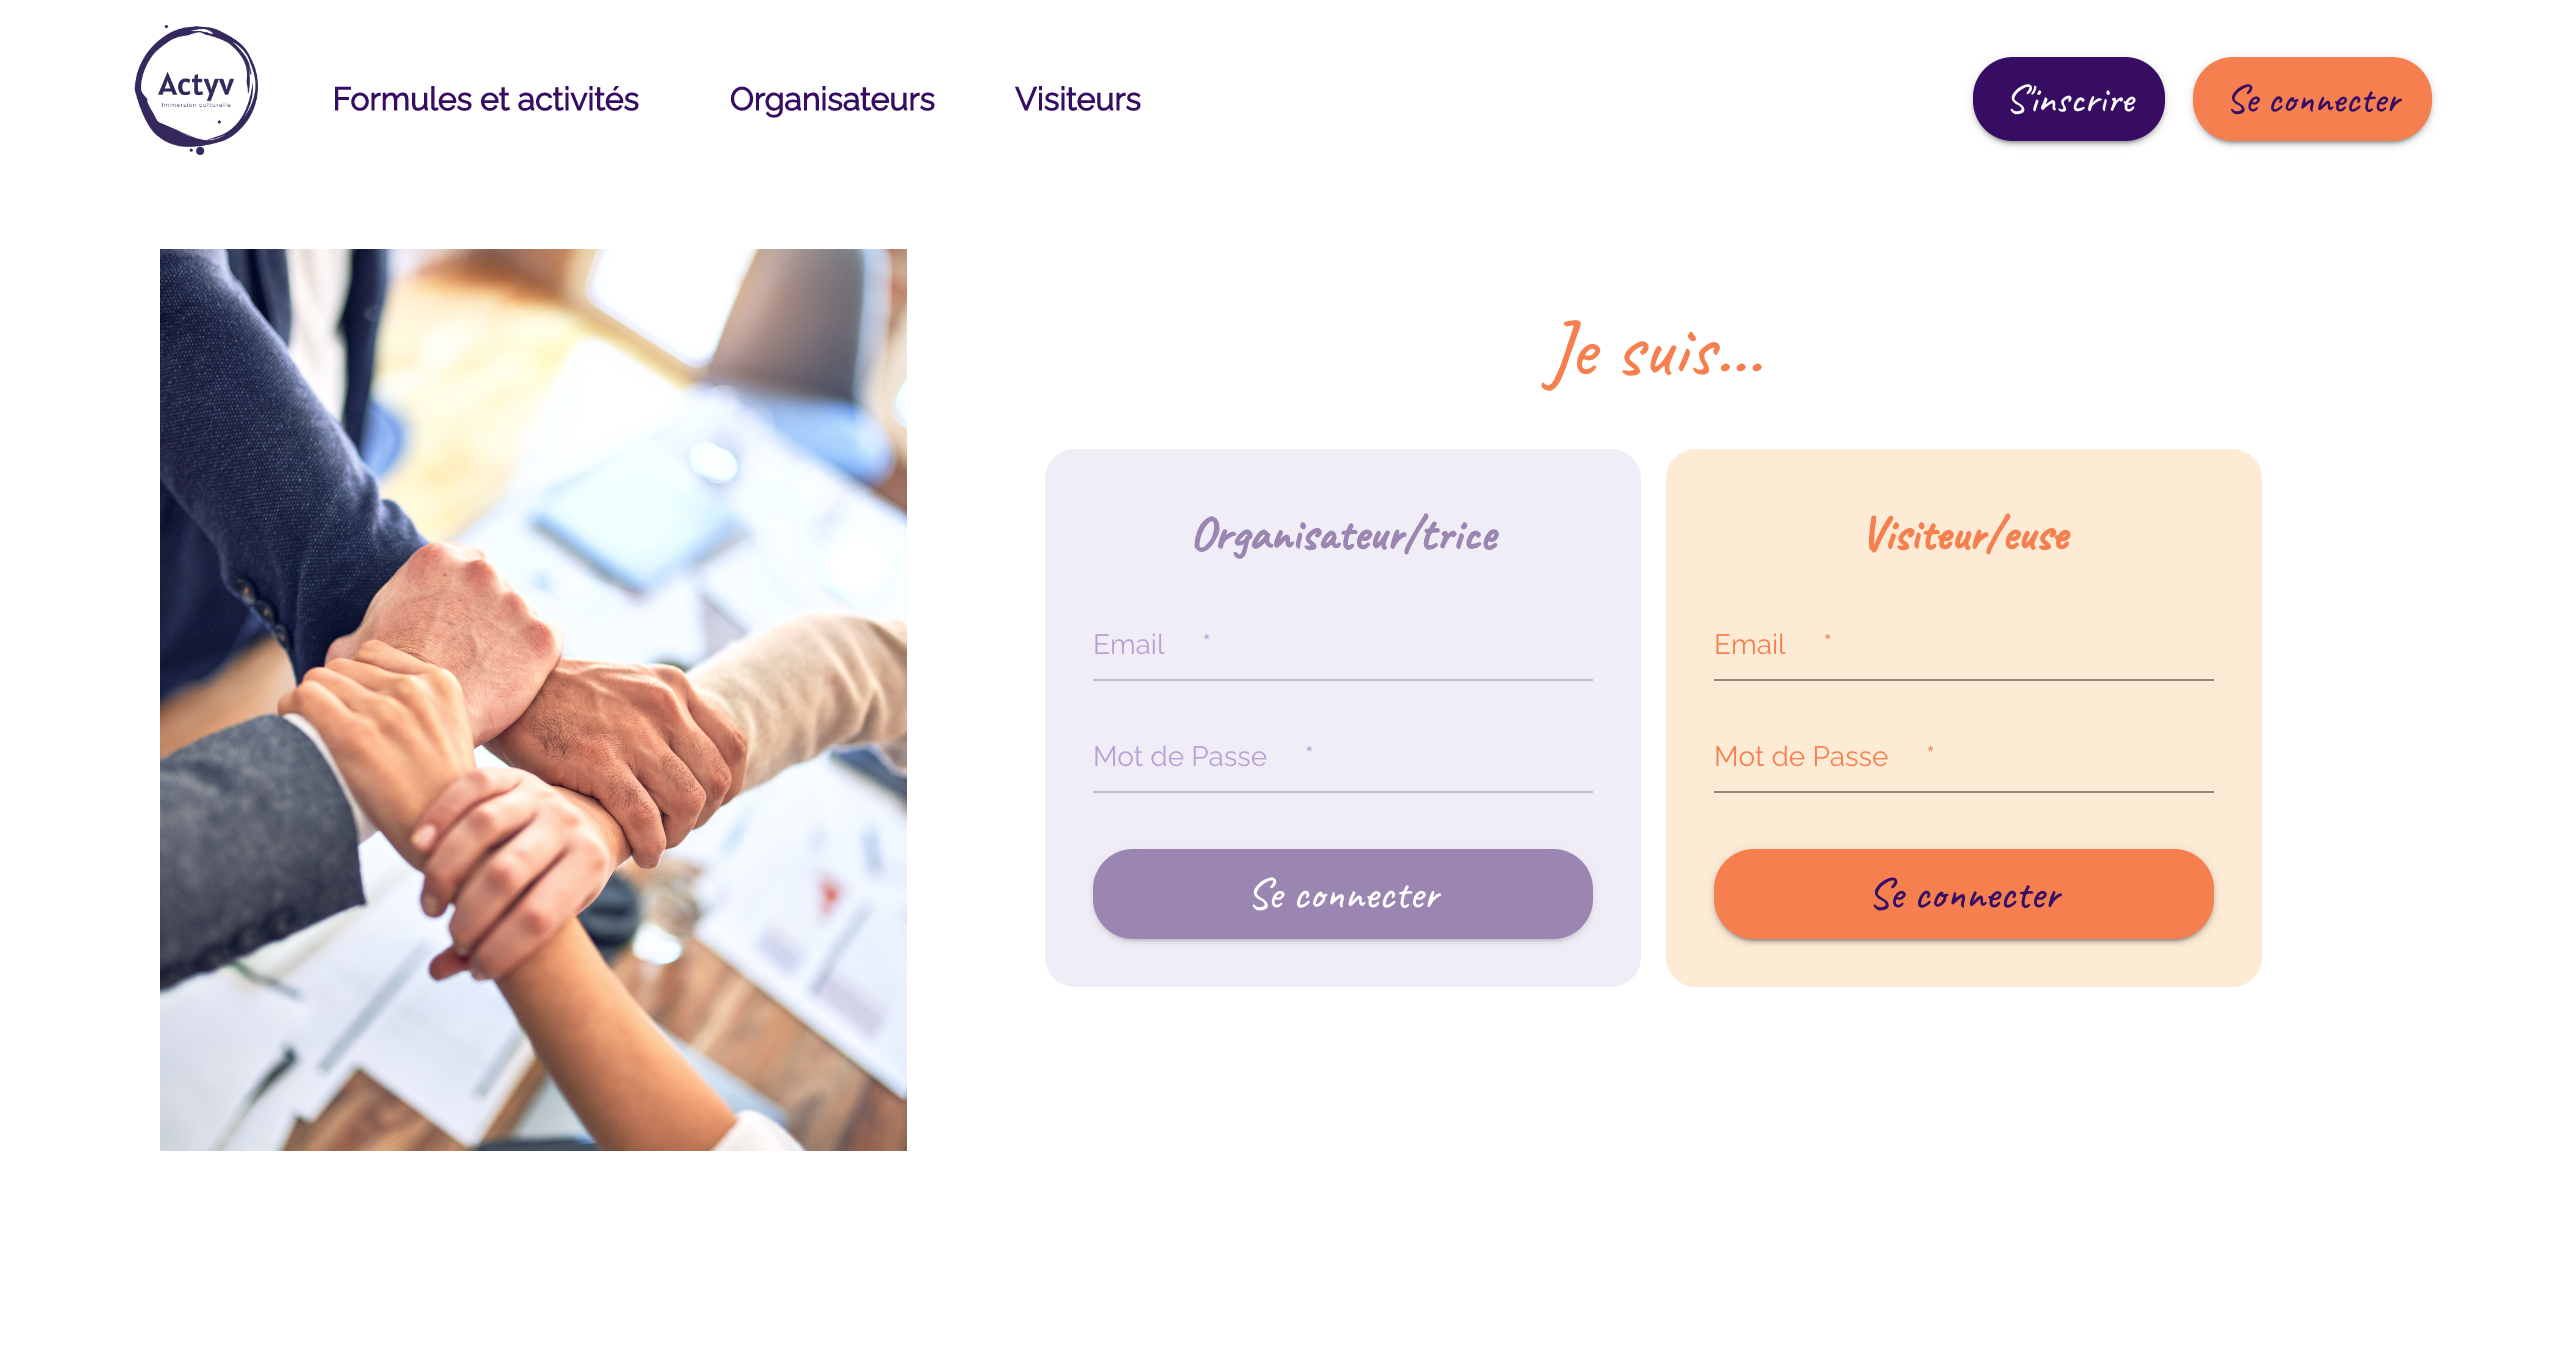 Actyv
Immersion culturelle
Formules et activités
Organisateurs
Visiteurs
S'inscrire
Se connecter
Je suis...
Organisateur/trice
Email *
Mot de Passe *
Se connecter
Visiteur/euse
Email *
Mot de Passe *
Se connecter